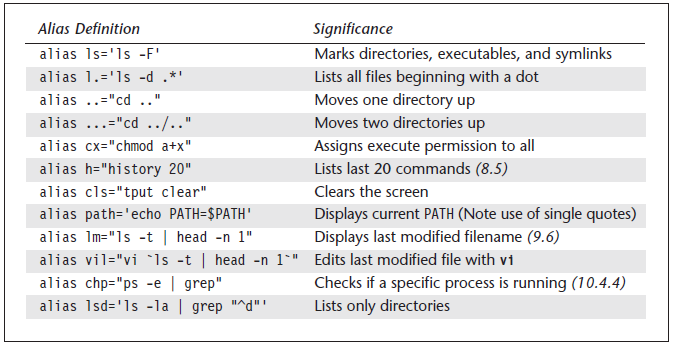 Alias Definition Significance
alias ls='ls -F' Marks directories, executables, and symlinks
alias l.='ls -d .*' Lists all files beginning with a dot
alias ..="cd .." Moves one directory up
alias ...="cd ../.." Moves two directories up
alias cx="chmod a+x" Assigns execute permission to all
alias h="history 20" Lists last 20 commands (8.5)
alias cls="tput clear" Clears the screen
alias path='echo PATH=$PATH' Displays current PATH (Note use of single quotes)
alias lm="ls -t | head -n 1" Displays last modified filename (9.6)
alias vil="vi `ls -t | head -n 1`" Edits last modified file with vi
alias chp="ps -e | grep" Checks if a specific process is running (10.4.4)
alias lsd='ls -la | grep "^d"' Lists only directories